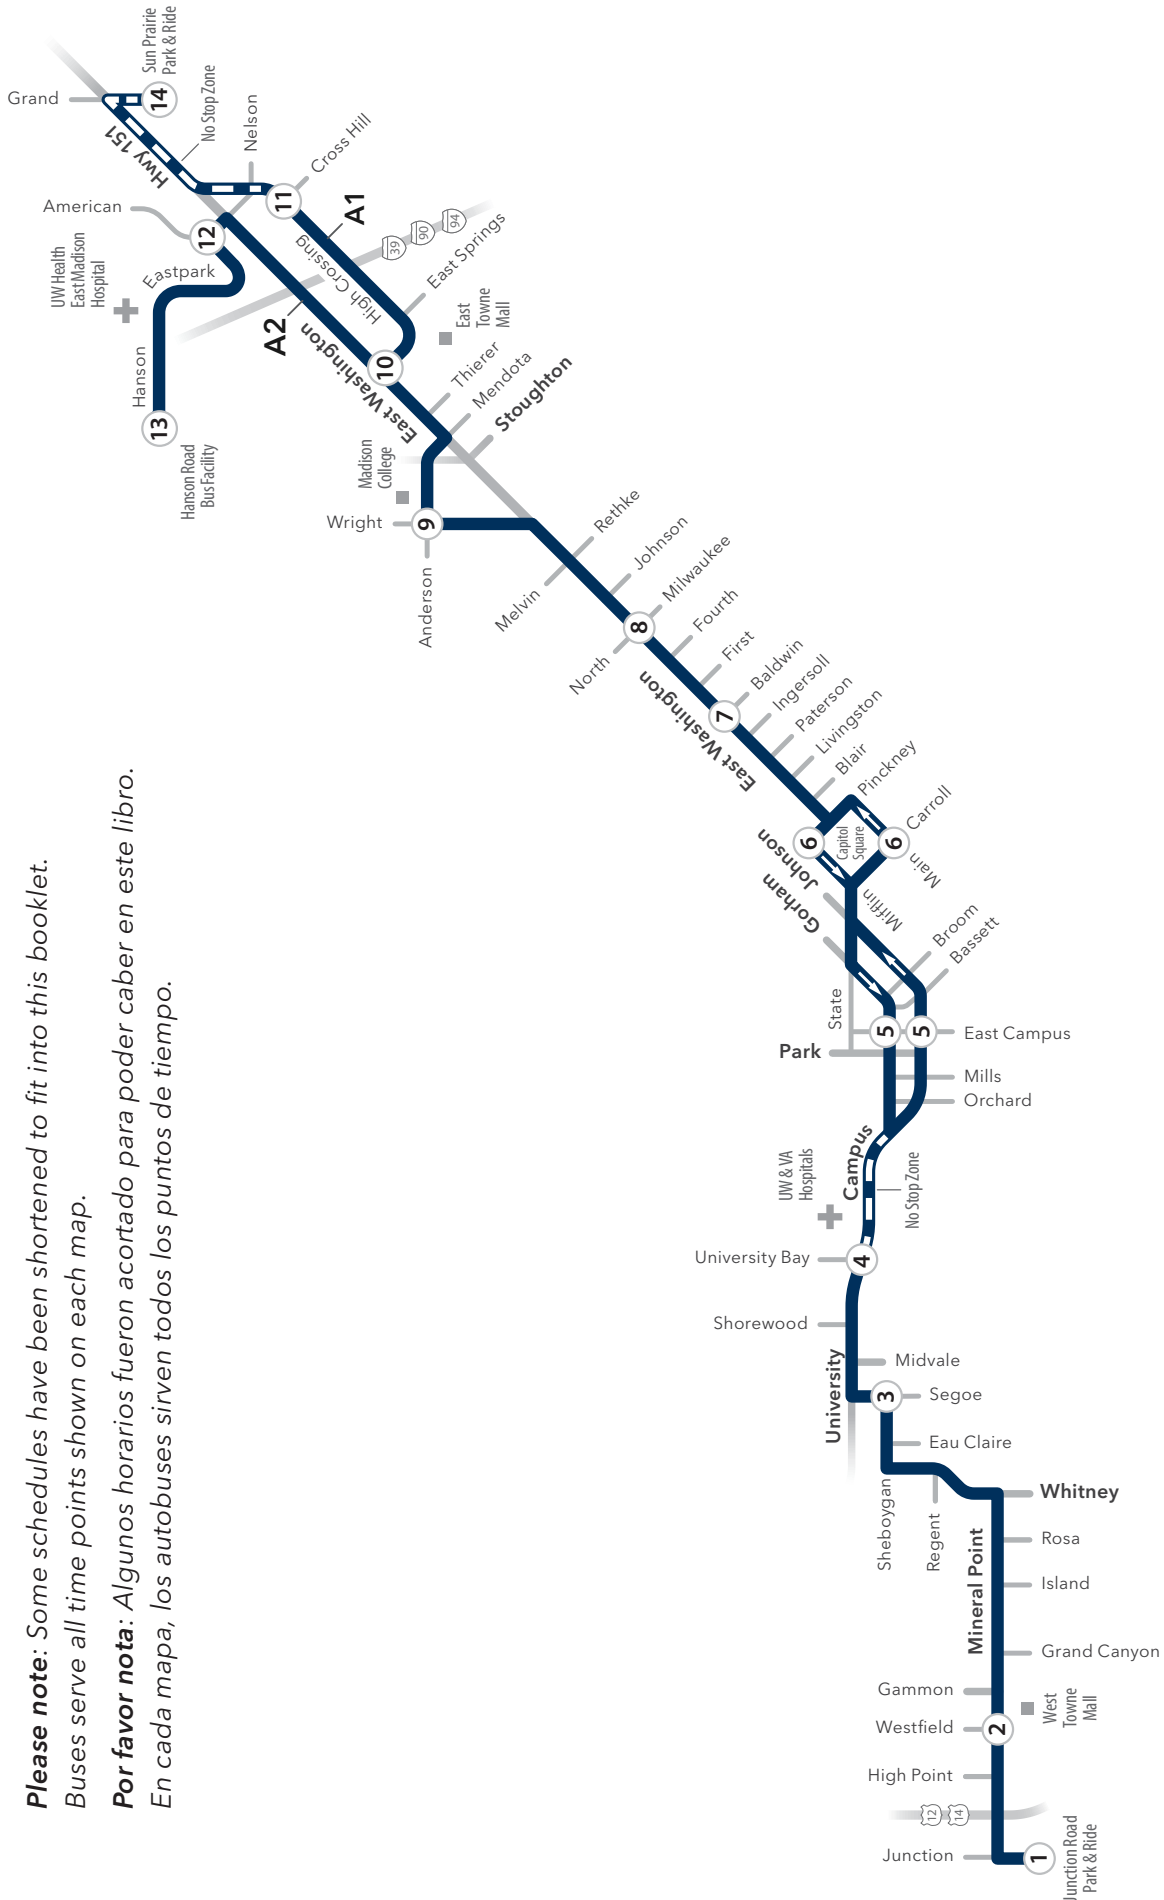 Please note: Some schedules have been shortened to fit into this booklet.
Buses serve all time points shown on each map.
Por favor nota: Algunos horarios fueron acortado para poder caber en este libro.
En cada mapa, los autobuses sirven todos los puntos de tiempo.
Grand
14
Sun Prairie
Park & Ride
Hwy 151
No Stop Zone
Nelson
American
12
11
Cross Hill
A1
UW Health
East Madison
Hospital
Eastpark
High Crossing
39
90
94
East Springs
A2
Hanson
13
Hanson Road
Bus Facility
East Washington
10
East
Towne
Mall
Thierer
Mendota
Stoughton
Madison
College
Wright
9
Anderson
Rethke
Melvin
Johnson
Milwaukee
8
North
Fourth
First
East Washington
7
Baldwin
Ingersoll
Paterson
Livingston
Blair
Pinckney
6
Capitol
Square
6
Carroll
Main
Johnson
Gorham
Mifflin
Broom
Bassett
State
5
5
East Campus
Park
Mills
Orchard
Campus
UW & VA
Hospitals
No Stop Zone
University Bay
4
Shorewood
University
Midvale
3
Segoe
Eau Claire
Sheboygan
Regent
Whitney
Mineral Point
Rosa
Island
Grand Canyon
Gammon
Westfield
2
West
Towne
Mall
High Point
12
14
Junction
1
Junction Road
Park & Ride